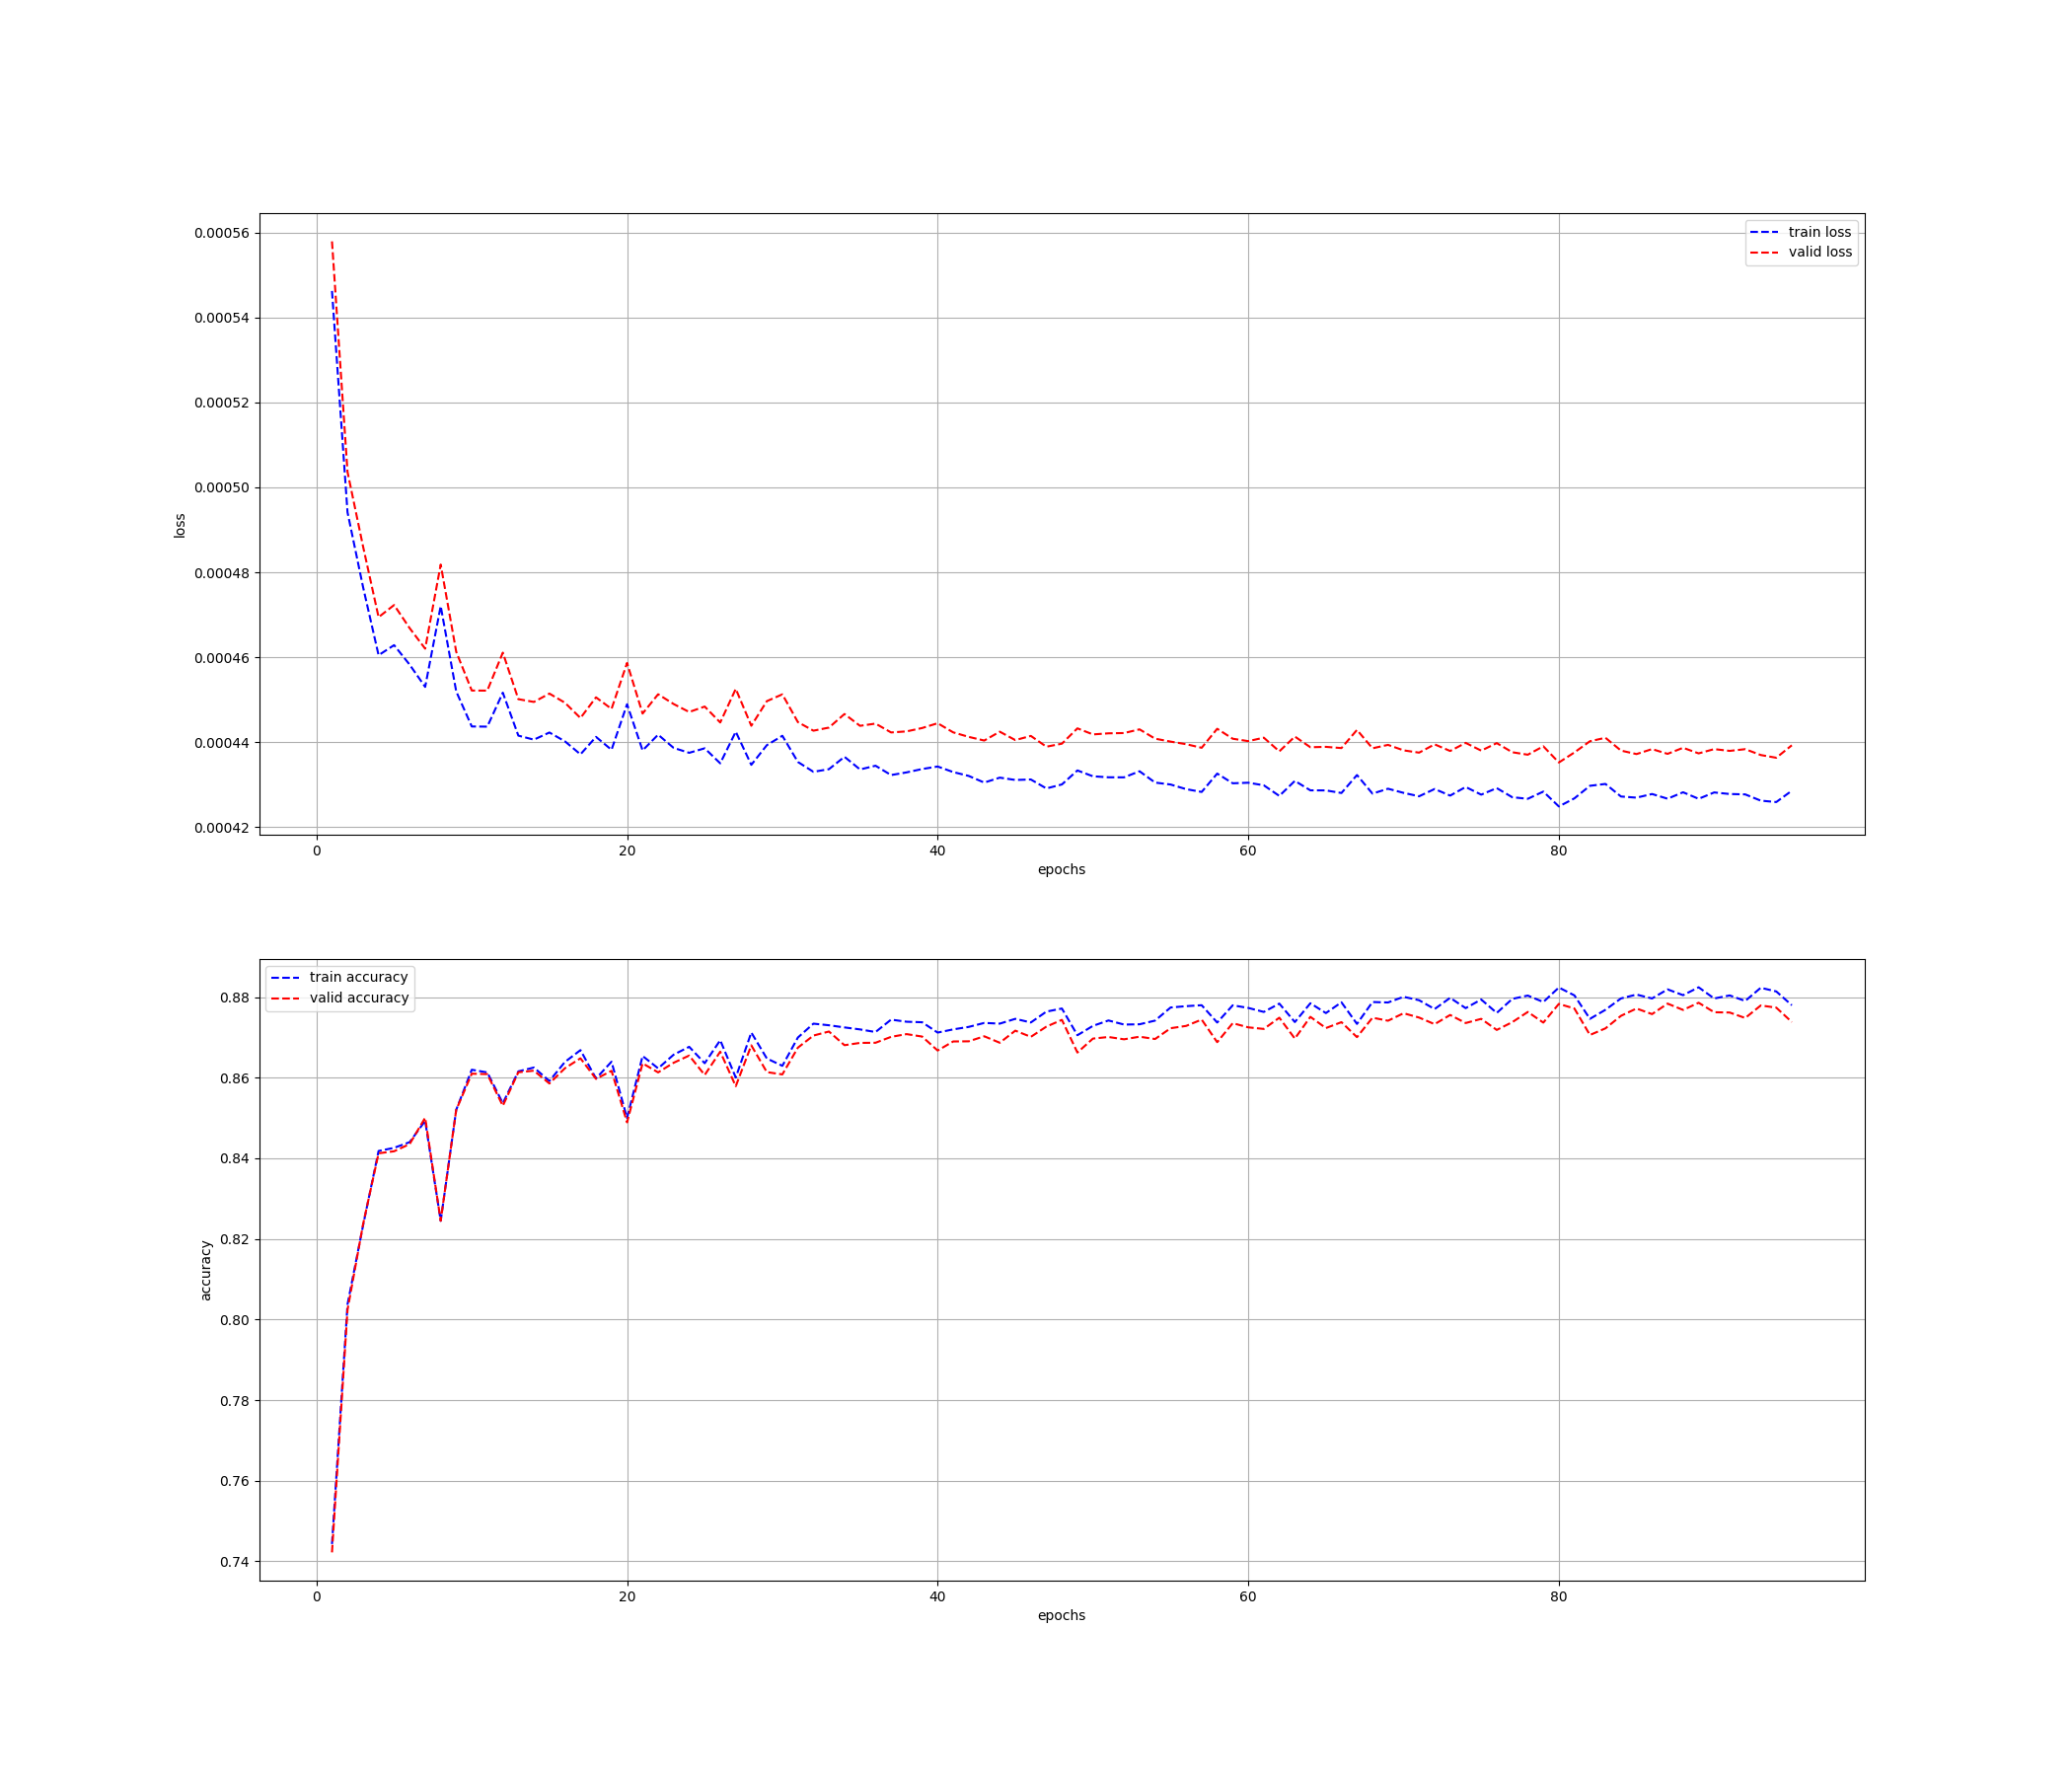 0.00056
0.00054
0.00052
0.00050
0.00048
0.00046
0.00044
0.00042
loss
train loss
valid loss
0 20 40 60 80
epochs
train accuracy
valid accuracy
0.88
0.86
0.84
0.82
0.80
0.78
0.76
0.74
accuracy
0 20 40 60 80
epochs